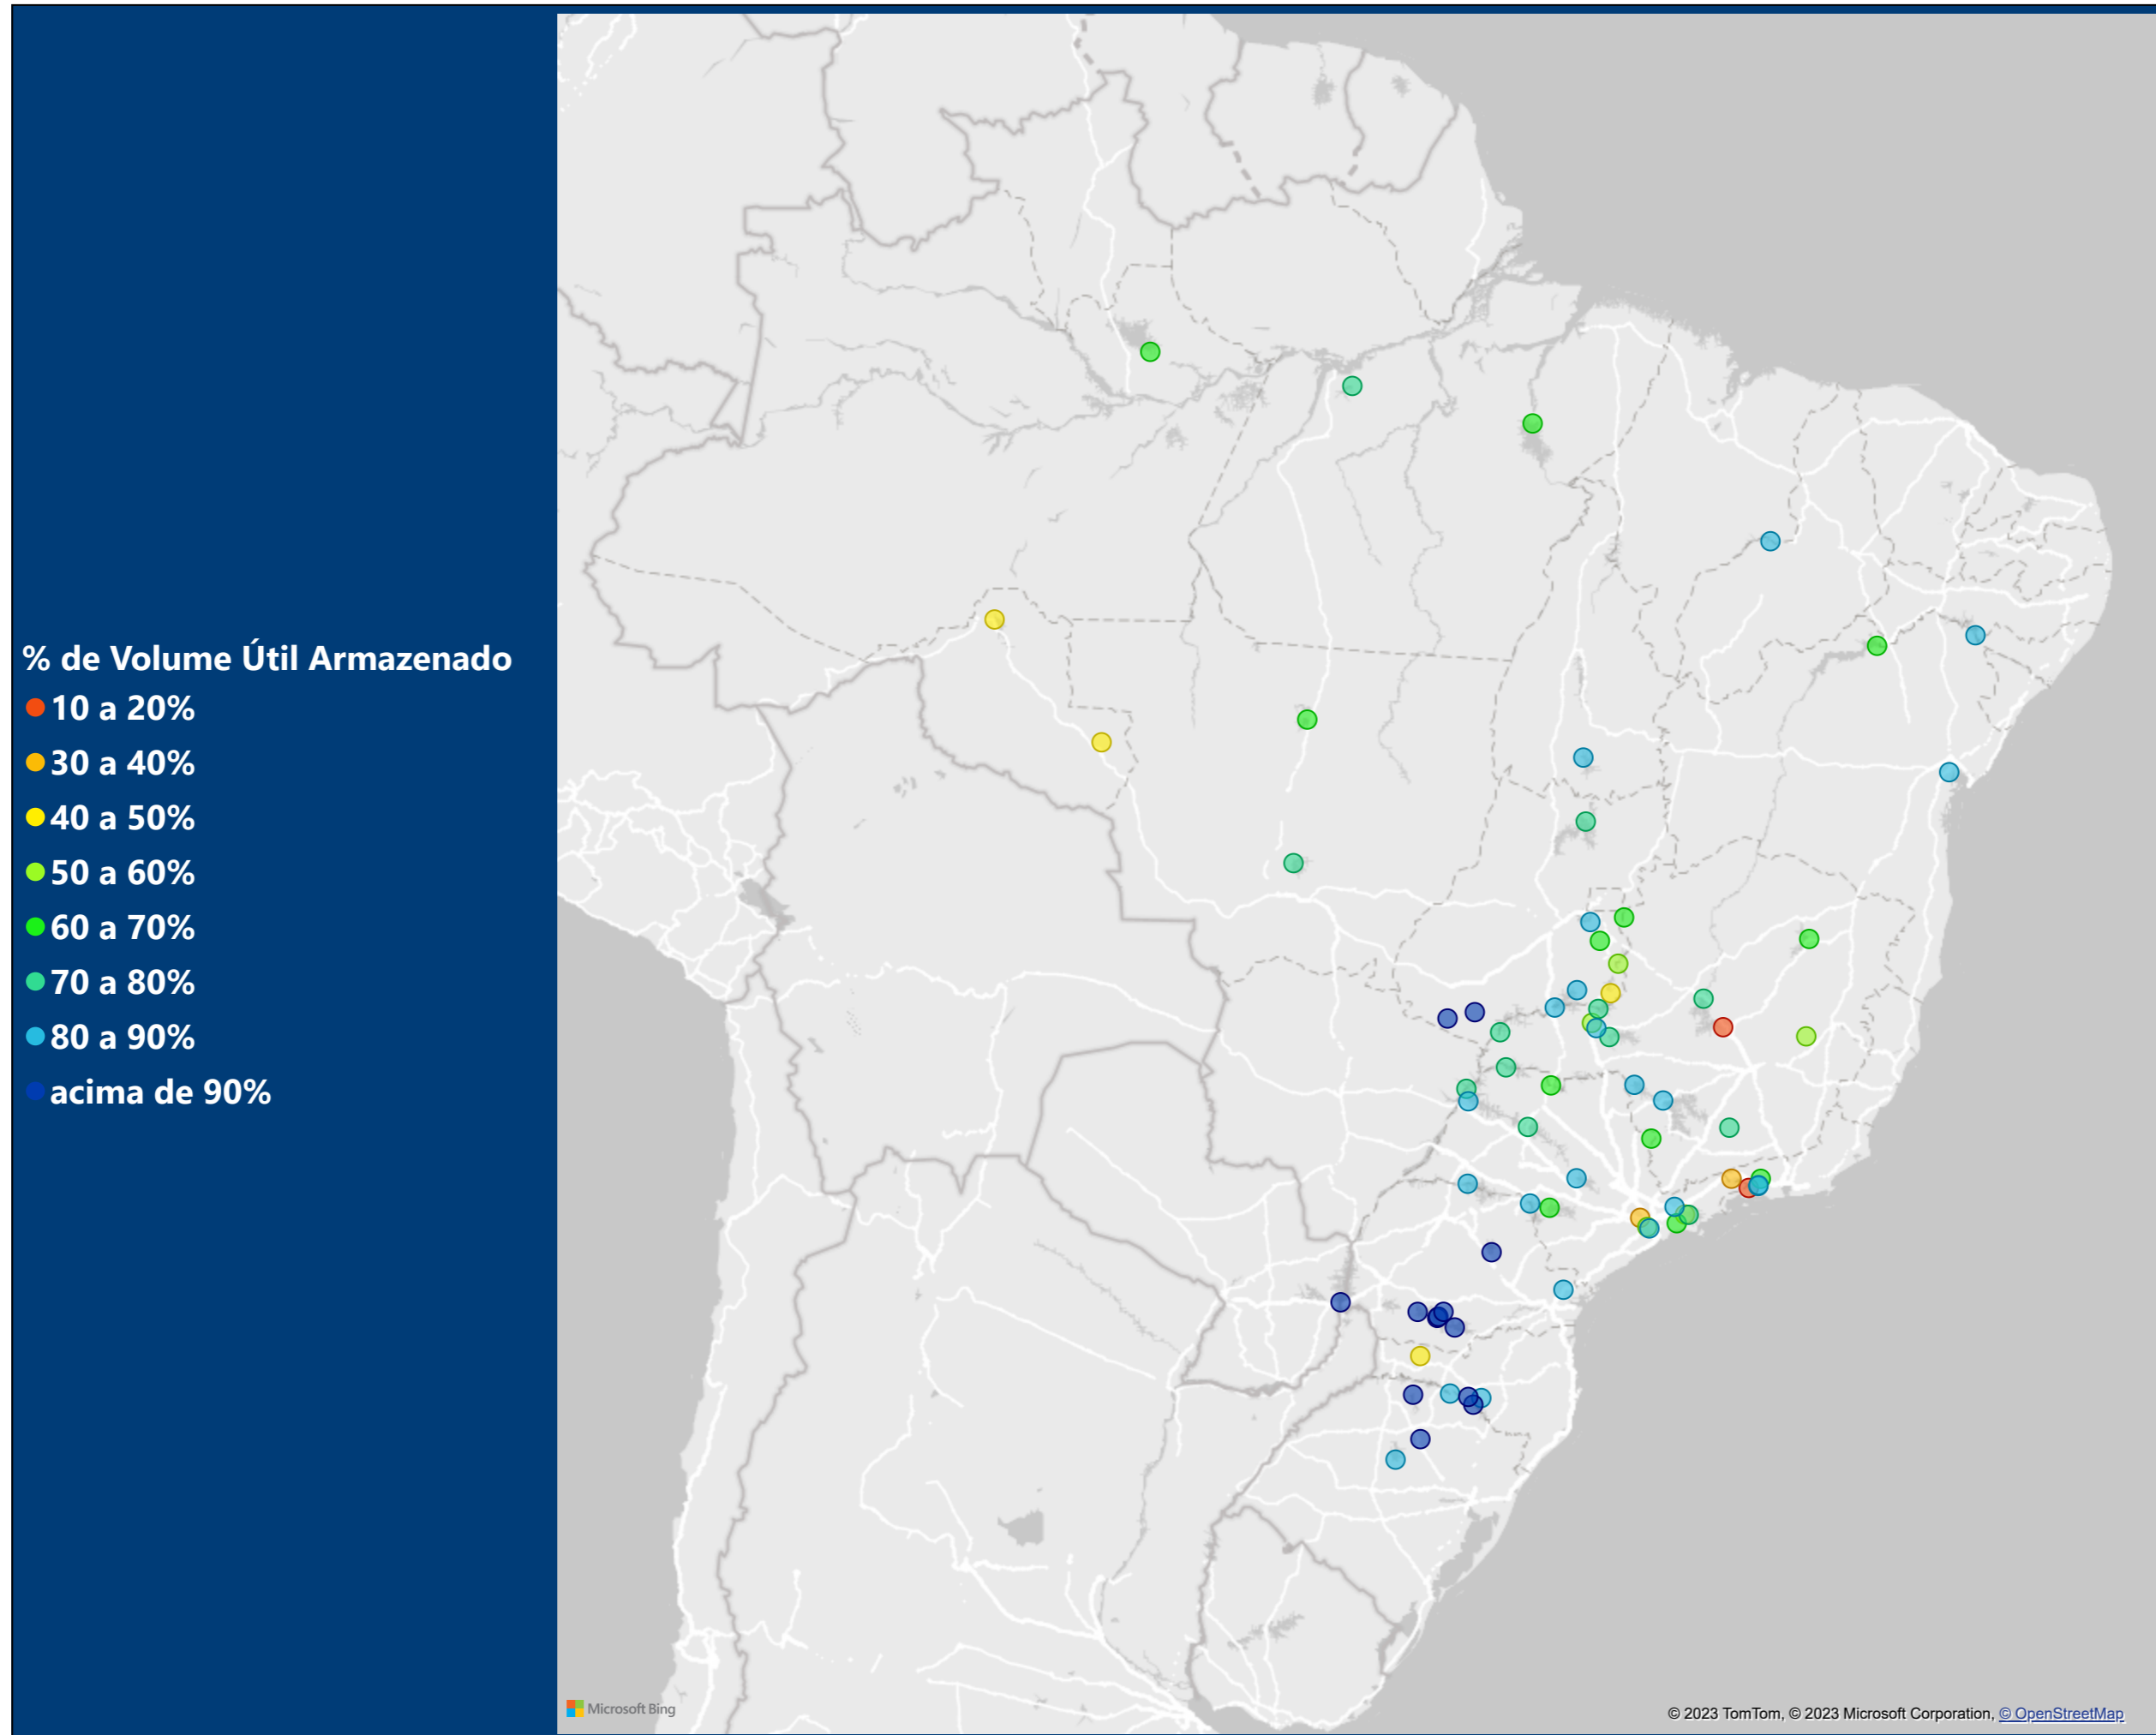 % de Volume Útil Armazenado
10 a 20%
30 a 40%
40 a 50%
50 a 60%
60 a 70%
70 a 80%
80 a 90%
acima de 90%
Microsoft Bing
© 2023 TomTom, © 2023 Microsoft Corporation, © OpenStreetMap